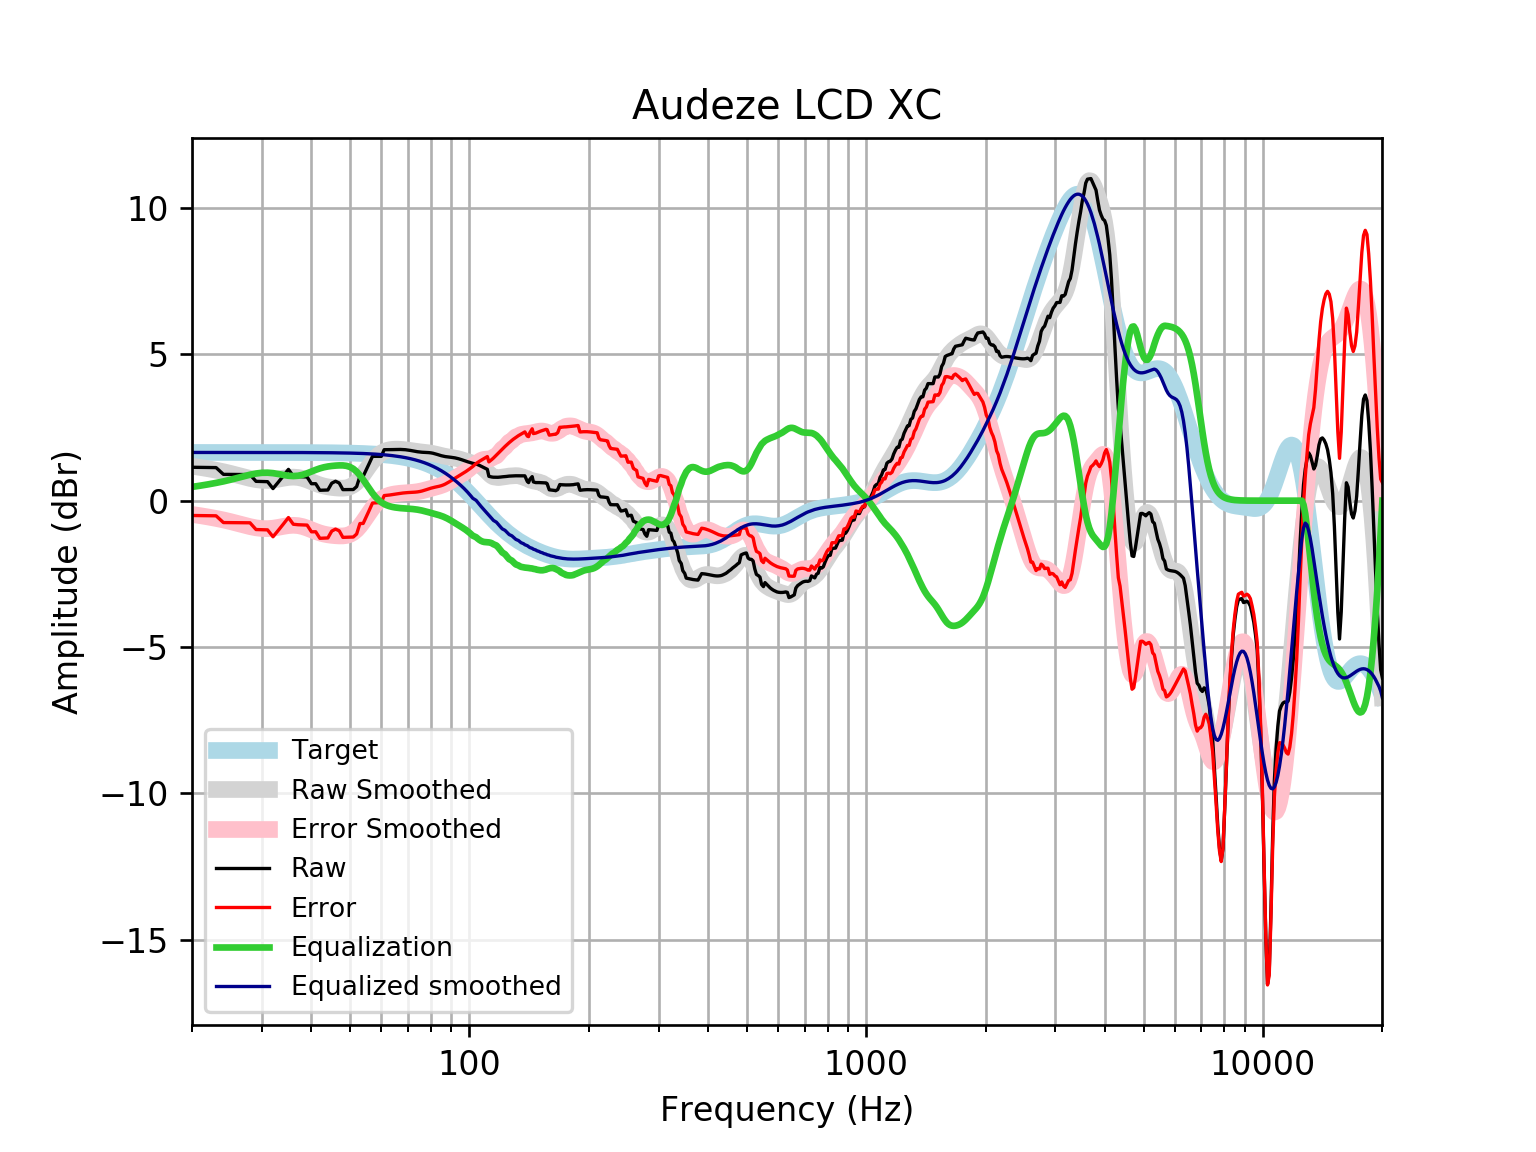 Audeze LCD XC
Amplitude (dBr)
10
5
0
−5
−10
−15
Target
Raw Smoothed
Error Smoothed
Raw
Error
Equalization
Equalized smoothed
100 1000 10000
Frequency (Hz)